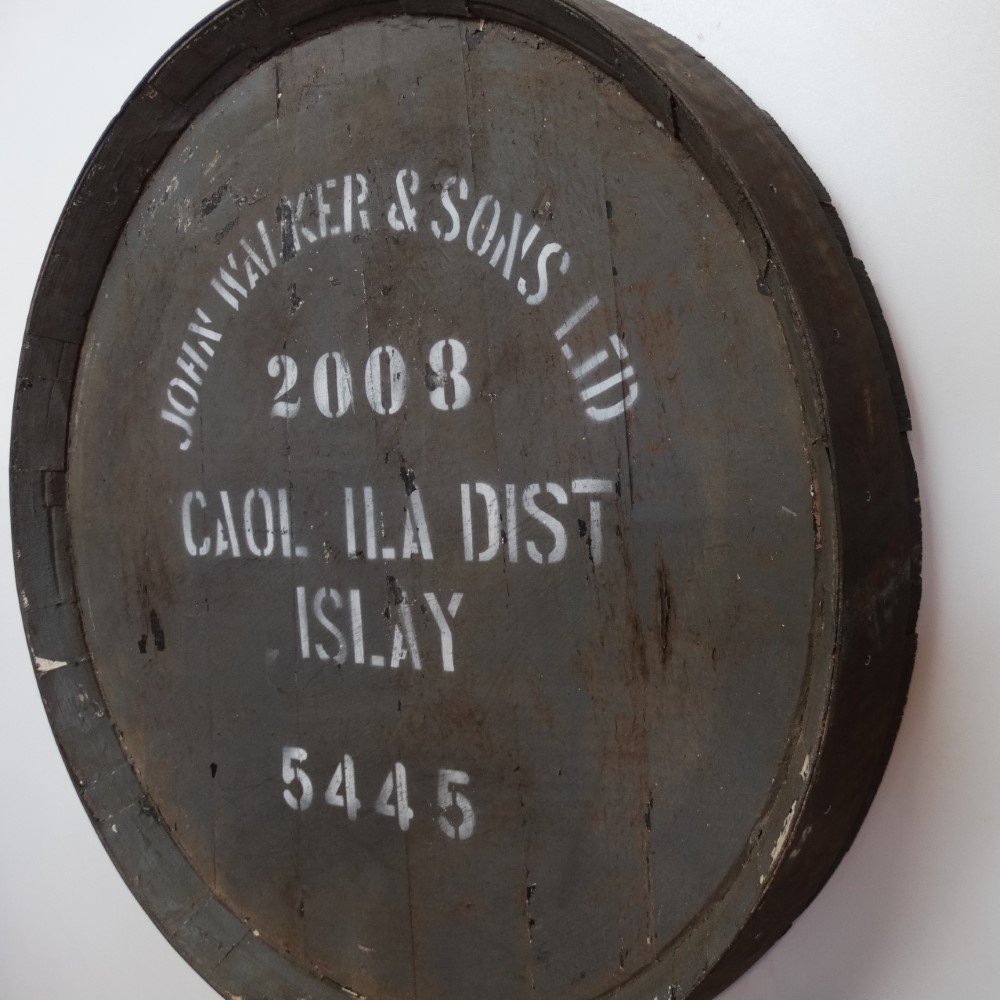 JOHN WALKER & SONS LTD
2008
CAOL ILA DIST
ISLAY
5445